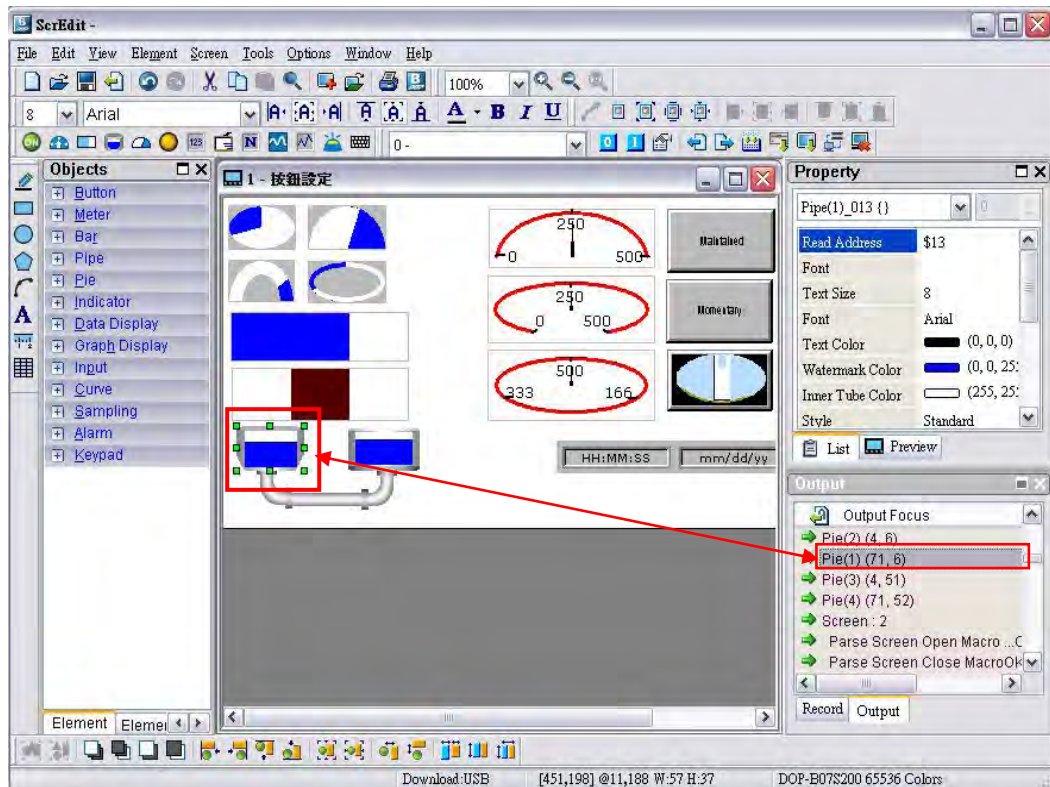 ScrEdit -
File Edit View Element Screen Tools Options Window Help
100%
8 Arial
ON 123 N 0 - 0 1
Objects
Button
Meter
Bar
Pipe
Pie
Indicator
Data Display
Graph Display
Input
Curve
Sampling
Alarm
Keypad
Element Elemei
1 - 按鈕設定
250
0 500
250
0 500
500
333 166
Maintained
Momentary
HH:MM:SS mm/dd/yy
Property
Pipe(1)_013 {} 0
Read Address $13
Font
Text Size 8
Font Arial
Text Color (0, 0, 0)
Watermark Color (0, 0, 25:
Inner Tube Color (255, 25:
Style Standard
List Preview
Output
Output Focus
Pie(2) (4, 6)
Pie(1) (71, 6)
Pie(3) (4, 51)
Pie(4) (71, 52)
Screen : 2
Parse Screen Open Macro ...C
Parse Screen Close MacroOk
Record Output
Download:USB [451,198] @11,188 W:57 H:37 DOP-B07S200 65536 Colors